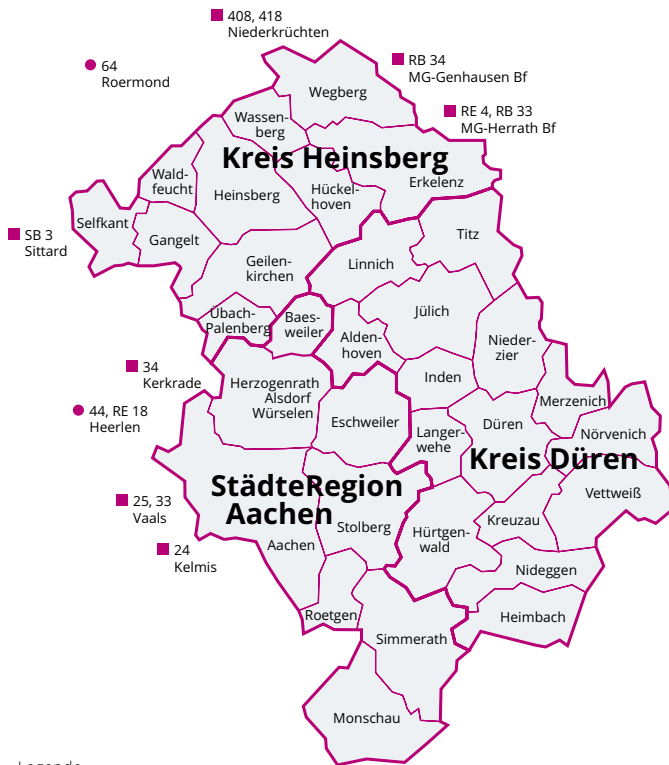 408, 418
Niederkrüchten
64
Roermond
RB 34
MG-Genhausen Bf
RE 4, RB 33
MG-Herrath Bf
Wegberg
Wassen-
berg
Kreis Heinsberg
Wald-
feucht
Heinsberg
Hückel-
hoven
Erkelenz
Selfkant
SB 3
Sittard
Gangelt
Titz
Geilen-
kirchen
Linnich
Übach-
Palenberg
Baes-
weiler
Jülich
Alden-
hoven
Nieder-
zier
34
Kerkrade
Herzogenrath
Alsdorf
Würselen
Inden
Merzenich
44, RE 18
Heerlen
Eschweiler
Langer-
wehe
Düren
Nörvenich
Kreis Düren
StädteRegion
Aachen
Vettweiß
25, 33
Vaals
Stolberg
Hürtgen-
wald
Kreuzau
24
Kelmis
Aachen
Nideggen
Roetgen
Heimbach
Simmerath
Monschau
Legende